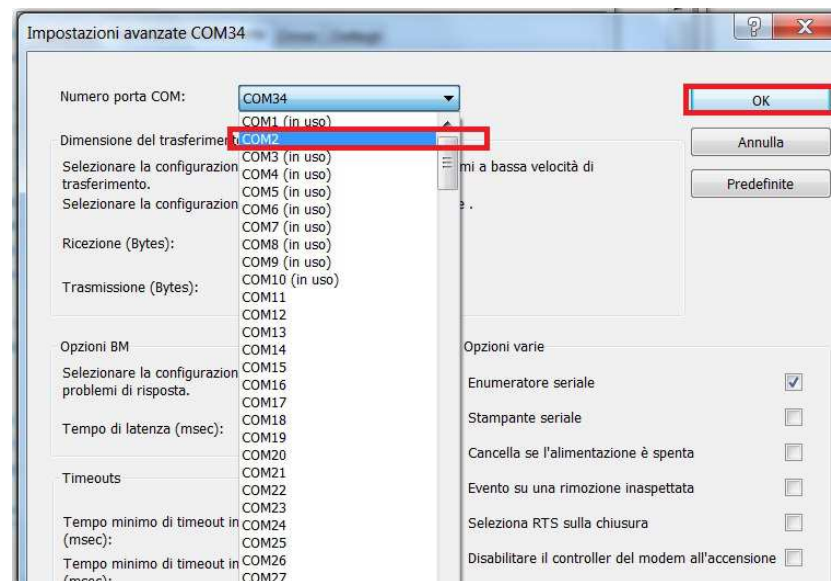 Impostazioni avanzate COM34
Numero porta COM:
COM34
OK
Annulla
Predefinite
COM1 (in uso)
COM2
COM3 (in uso)
COM4 (in uso)
COM5 (in uso)
COM6 (in uso)
COM7 (in uso)
COM8 (in uso)
COM9 (in uso)
COM10 (in uso)
COM11
COM12
COM13
COM14
COM15
COM16
COM17
COM18
COM19
COM20
COM21
COM22
COM23
COM24
COM25
COM26
COM27
Dimensione del trasferiment
Selezionare la configurazion mi a bassa velocità di
trasferimento.
Selezionare la configurazion e .
Ricezione (Bytes):
Trasmissione (Bytes):
Opzioni BM
Selezionare la configurazion
problemi di risposta.
Tempo di latenza (msec):
Timeouts
Tempo minimo di timeout in
(msec):
Tempo minimo di timeout in
(msec):
Opzioni varie
Enumeratore seriale
Stampante seriale
Cancella se l'alimentazione è spenta
Evento su una rimozione inaspettata
Seleziona RTS sulla chiusura
Disabilitare il controller del modem all'accensione